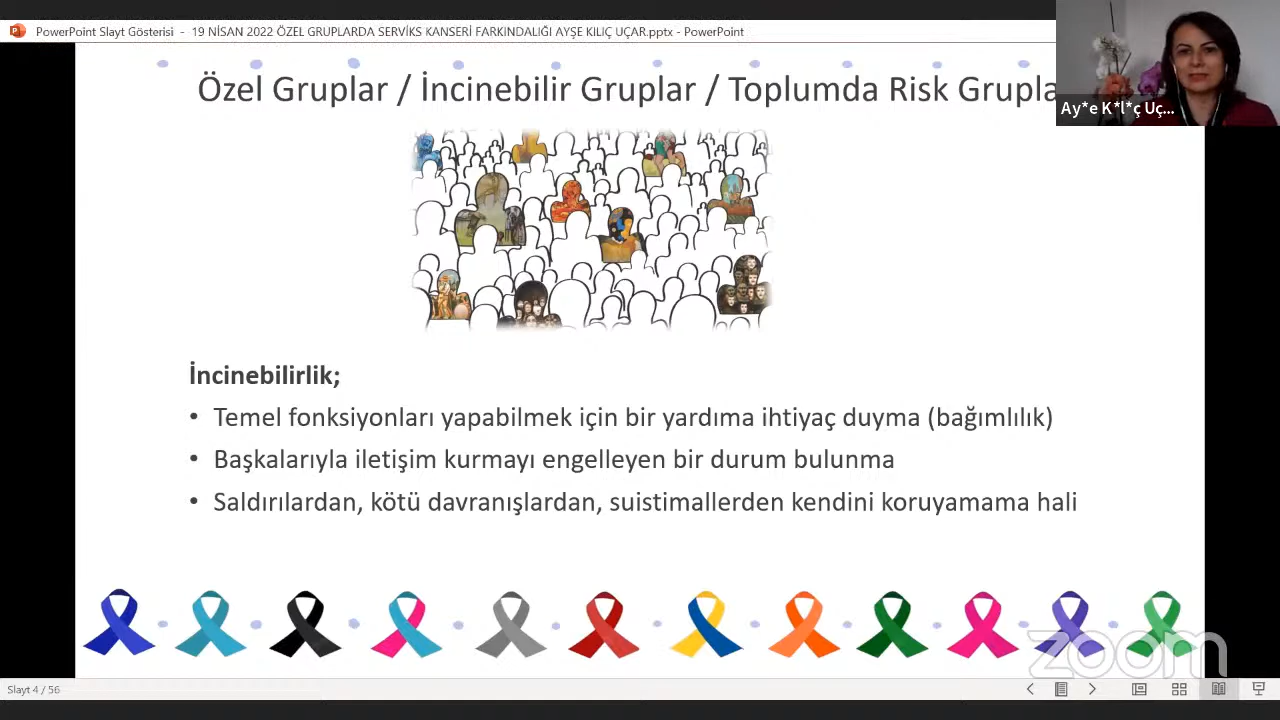 PowerPoint Slayt Gösterisi - 19 NİSAN 2022 ÖZEL GRUPLARDA SERVİKS KANSERİ FARKINDALIĞI AYŞE KILIÇ UÇAR.pptx - PowerPoint
Özel Gruplar / İncinebilir Gruplar / Toplumda Risk Grupla
Ay*e K*l*ç Uç...
İncinebilirlik;
• Temel fonksiyonları yapabilmek için bir yardıma ihtiyaç duyma (bağımlılık)
• Başkalarıyla iletişim kurmayı engelleyen bir durum bulunma
• Saldırılardan, kötü davranışlardan, suistimallerden kendini koruyamama hali
zoom
Slayt 4 / 56